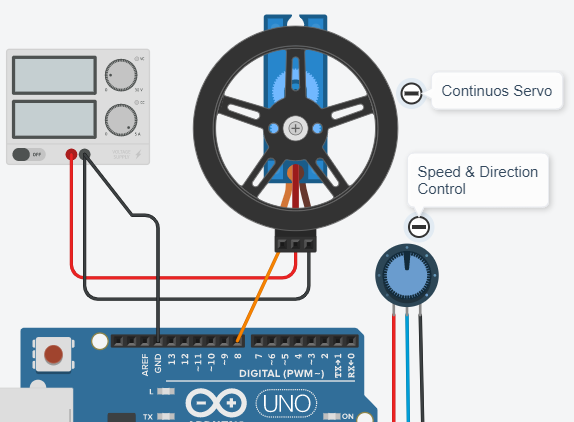 Continuos Servo
Speed & Direction
Control
OFF
AREF
GND
13
12
~11
~10
~9
8
7
~6
~5
4
~3
2
TX→1
RX←0
DIGITAL (PWM~)
L
TX
UNO
ON